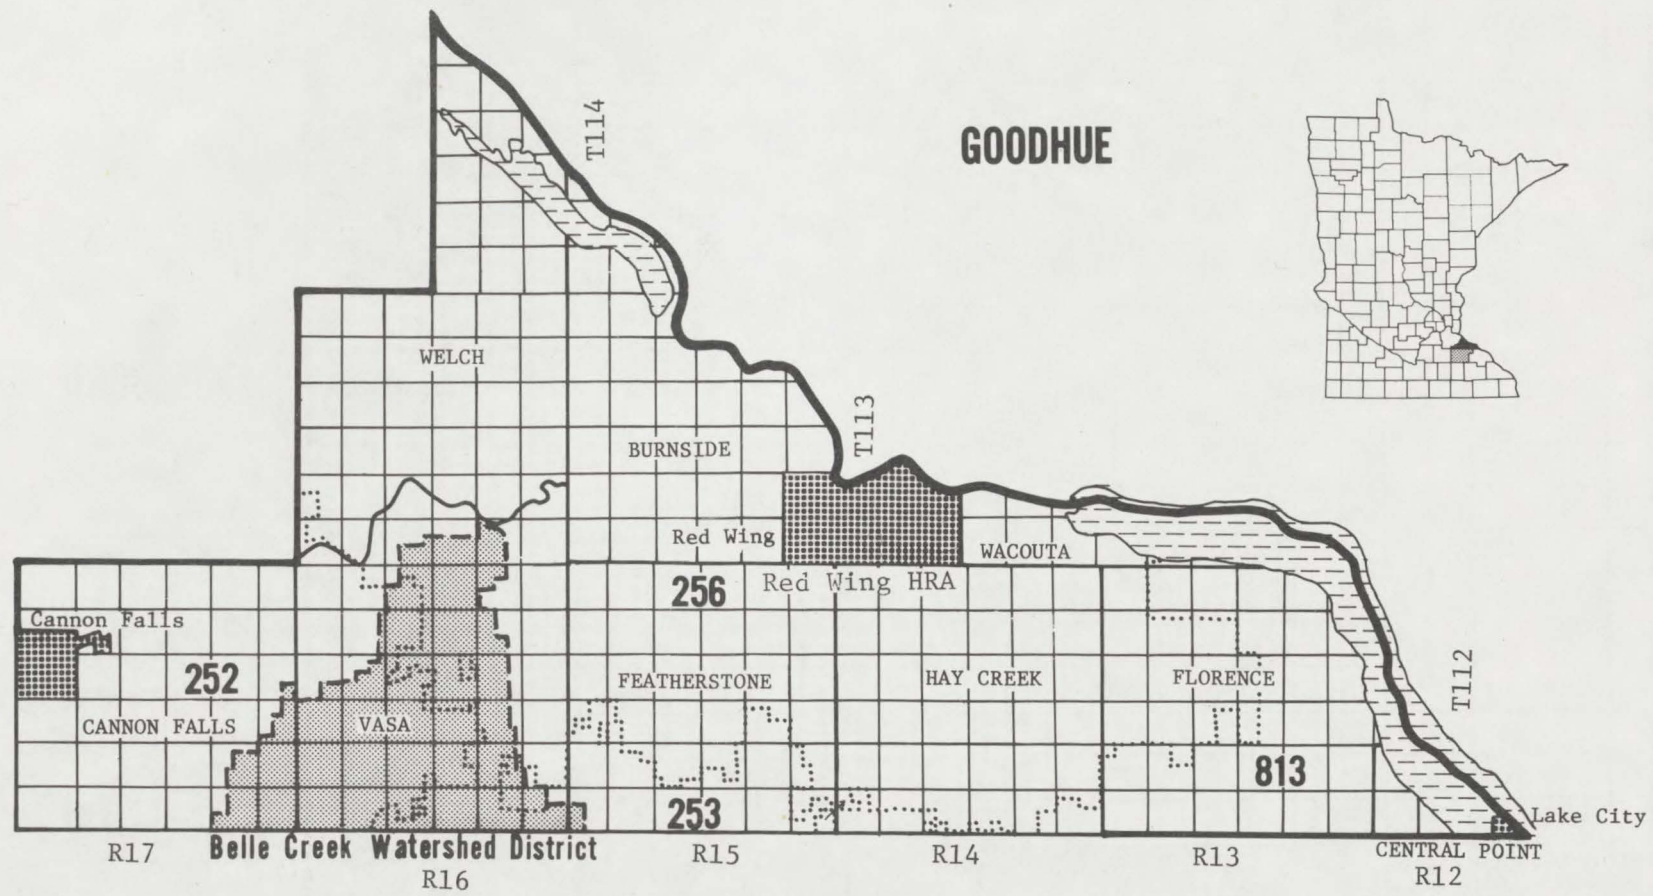 GOODHUE
T114
WELCH
T113
BURNSIDE
Red Wing
WACOUTA
256
Red Wing HRA
Cannon Falls
252
FEATHERSTONE
HAY CREEK
FLORENCE
T112
CANNON FALLS
VASA
813
253
Lake City
R17
Belle Creek Watershed District
R16
R15
R14
R13
CENTRAL POINT
R12